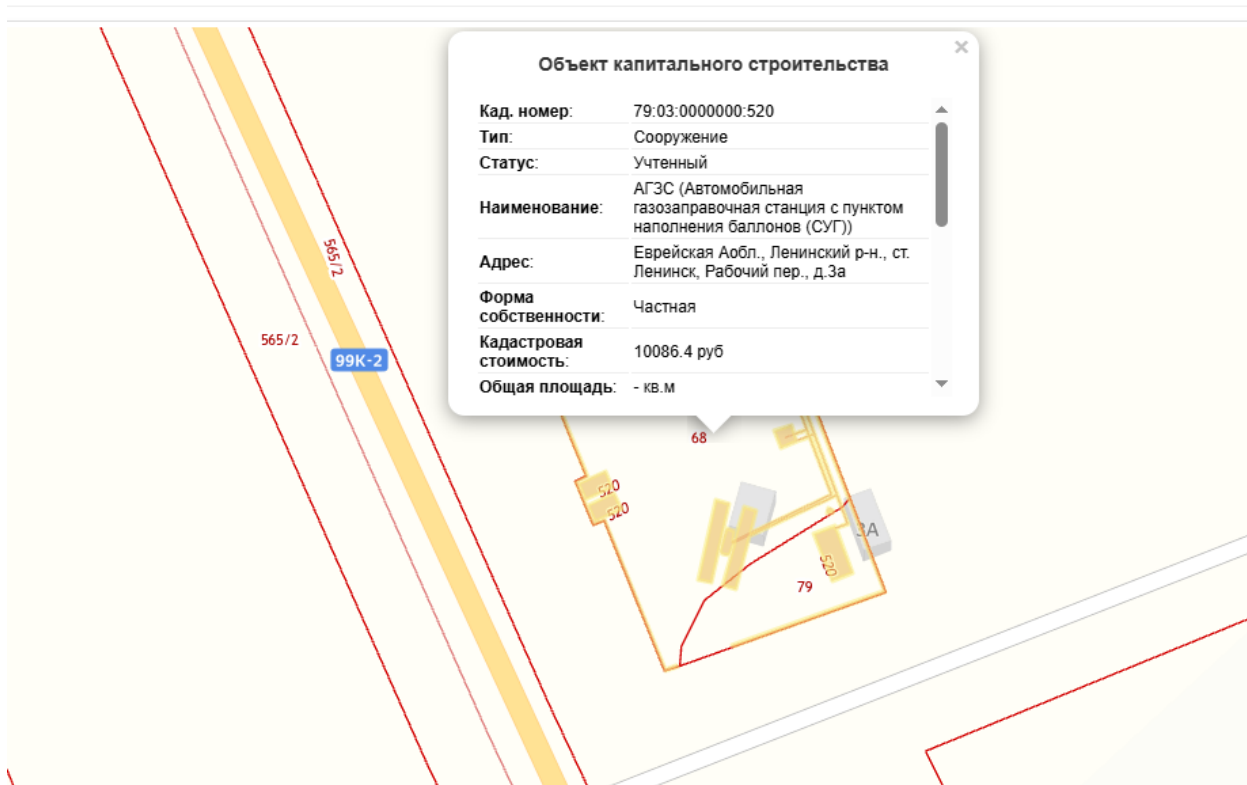 Объект капитального строительства
×
Кад. номер: 79:03:0000000:520
Тип: Сооружение
Статус: Учтенный
Наименование: АГЗС (Автомобильная
газозаправочная станция с пунктом
наполнения баллонов (СУГ))
Адрес: Еврейская Аобл., Ленинский р-н., ст.
Ленинск, Рабочий пер., д.3а
Форма
собственности: Частная
Кадастровая
стоимость: 10086.4 руб
Общая площадь: - кв.м
565/2
565/2
99К-2
68
520
520
3А
520
79